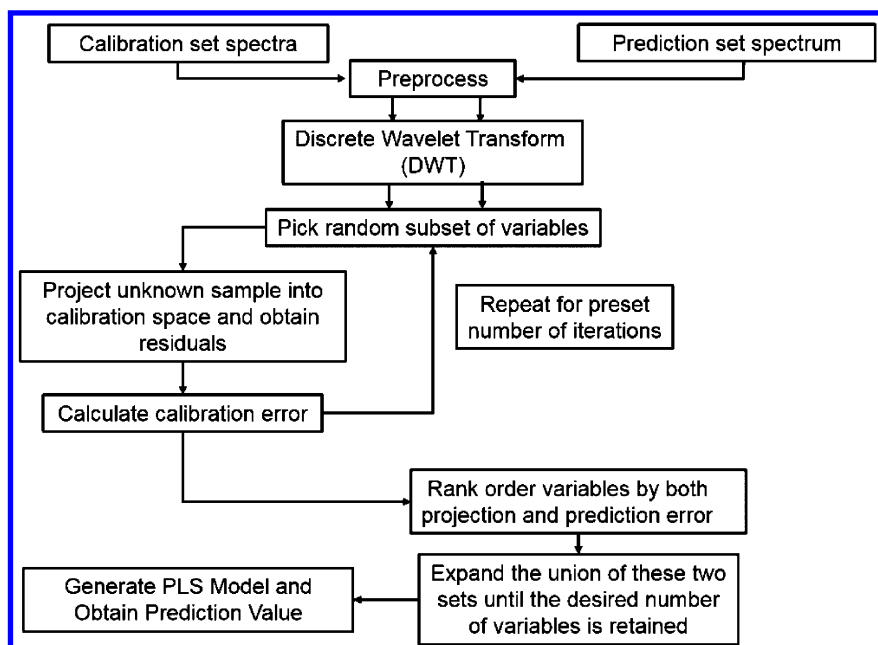 Calibration set spectra
Prediction set spectrum
Preprocess
Discrete Wavelet Transform
(DWT)
Pick random subset of variables
Project unknown sample into
calibration space and obtain
residuals
Repeat for preset
number of iterations
Calculate calibration error
Rank order variables by both
projection and prediction error
Expand the union of these two
sets until the desired number
of variables is retained
Generate PLS Model and
Obtain Prediction Value